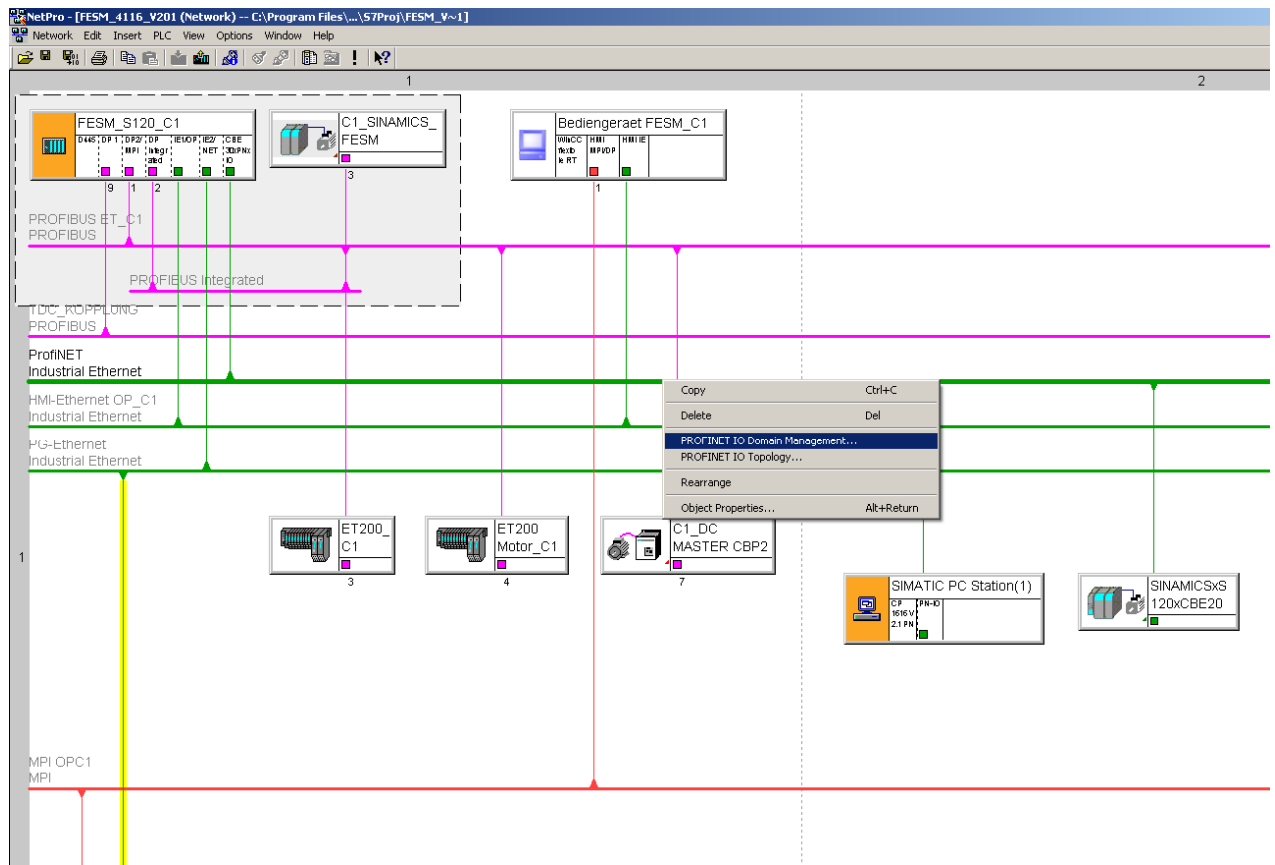 NetPro - [FESM_4116_V201 (Network) -- C:\Program Files\...\S7Proj\FESM_V~1]
Network Edit Insert PLC View Options Window Help
1
2
FESM_S120_C1
D445 DP 1 DP2/ MPI DP Integr ated IE1/OP IE2/ NET CBE 30xPNx IO
9 1 2
C1_SINAMICS_
FESM
3
Bediengeraet FESM_C1
WinCC flexib le RT HMI MPI/DP HMI IE
1
PROFIBUS ET_C1
PROFIBUS
PROFIBUS Integrated
TDC_KOPPLUNG
PROFIBUS
ProfiNET
Industrial Ethernet
HMI-Ethernet OP_C1
Industrial Ethernet
PG-Ethernet
Industrial Ethernet
Copy Ctrl+C
Delete Del
PROFINET IO Domain Management...
PROFINET IO Topology...
Rearrange
Object Properties... Alt+Return
1
ET200_
C1
3
ET200
Motor_C1
4
C1_DC
MASTER CBP2
7
SIMATIC PC Station(1)
CP 1616 V 2.1 PN PN-IO
SINAMICSxS
120xCBE20
MPI OPC1
MPI